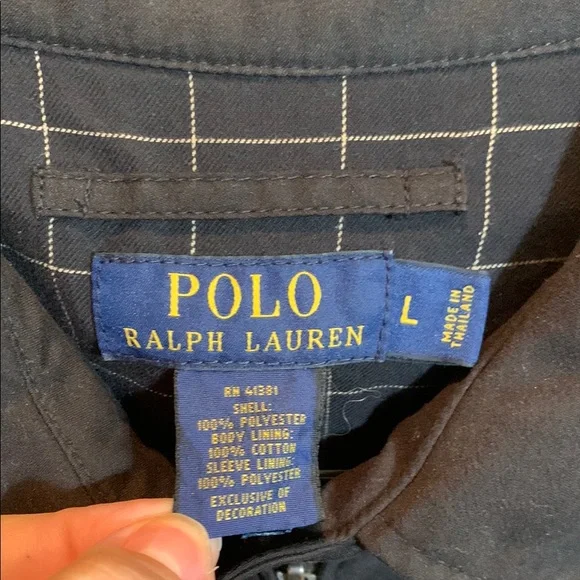 POLO
RALPH LAUREN
L
MADE IN
THAILAND
RN 41381
SHELL:
100% POLYESTER
BODY LINING:
100% COTTON
SLEEVE LINING:
100% POLYESTER
EXCLUSIVE OF
DECORATION